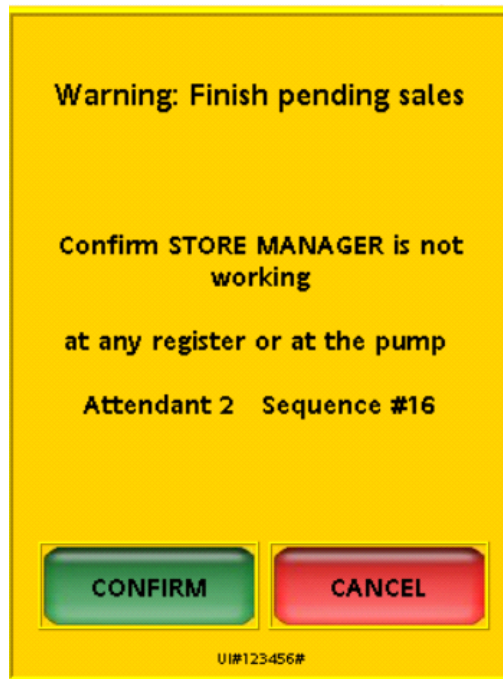 Warning: Finish pending sales
Confirm STORE MANAGER is not
working
at any register or at the pump
Attendant 2 Sequence #16
CONFIRM CANCEL
UI#123456#